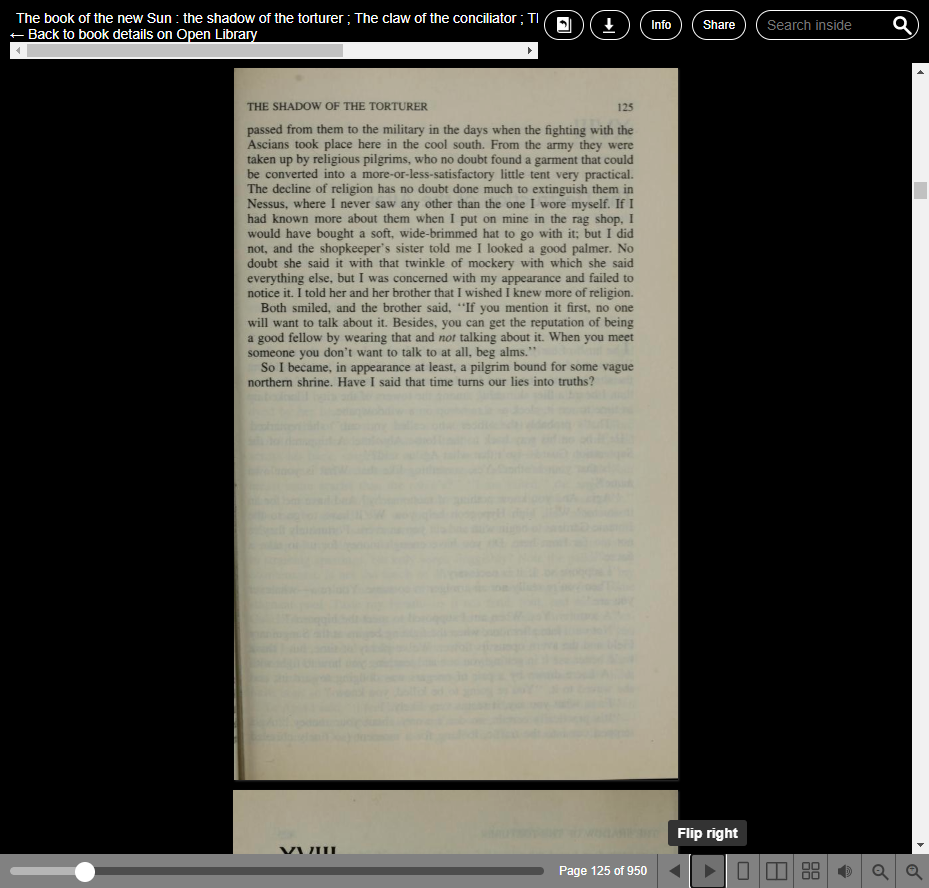 The book of the new Sun : the shadow of the torturer ; The claw of the conciliator ; Tl
← Back to book details on Open Library
Info
Share
Search inside
THE SHADOW OF THE TORTURER 125
passed from them to the military in the days when the fighting with the
Ascians took place here in the cool south. From the army they were
taken up by religious pilgrims, who no doubt found a garment that could
be converted into a more-or-less-satisfactory little tent very practical.
The decline of religion has no doubt done much to extinguish them in
Nessus, where I never saw any other than the one I wore myself. If I
had known more about them when I put on mine in the rag shop, I
would have bought a soft, wide-brimmed hat to go with it; but I did
not, and the shopkeeper's sister told me I looked a good palmer. No
doubt she said it with that twinkle of mockery with which she said
everything else, but I was concerned with my appearance and failed to
notice it. I told her and her brother that I wished I knew more of religion.
Both smiled, and the brother said, "If you mention it first, no one
will want to talk about it. Besides, you can get the reputation of being
a good fellow by wearing that and not talking about it. When you meet
someone you don't want to talk to at all, beg alms."
So I became, in appearance at least, a pilgrim bound for some vague
northern shrine. Have I said that time turns our lies into truths?
XVIII
Flip right
Page 125 of 950